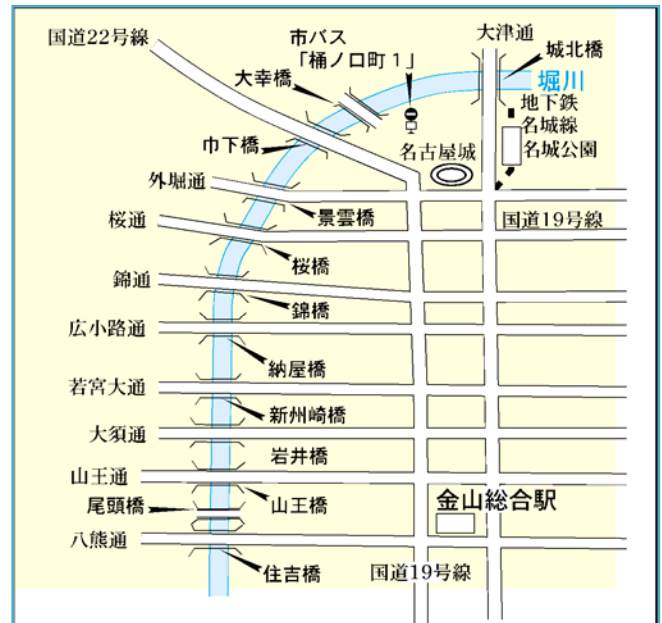 国道22号線
市バス
「桶ノ口町1」
大津通
城北橋
大幸橋
堀川
地下鉄
名城線
名城公園
巾下橋
名古屋城
外堀通
景雲橋
国道19号線
桜通
桜橋
錦通
錦橋
広小路通
納屋橋
若宮大通
新州崎橋
大須通
岩井橋
山王通
山王橋
金山総合駅
尾頭橋
八熊通
住吉橋
国道19号線